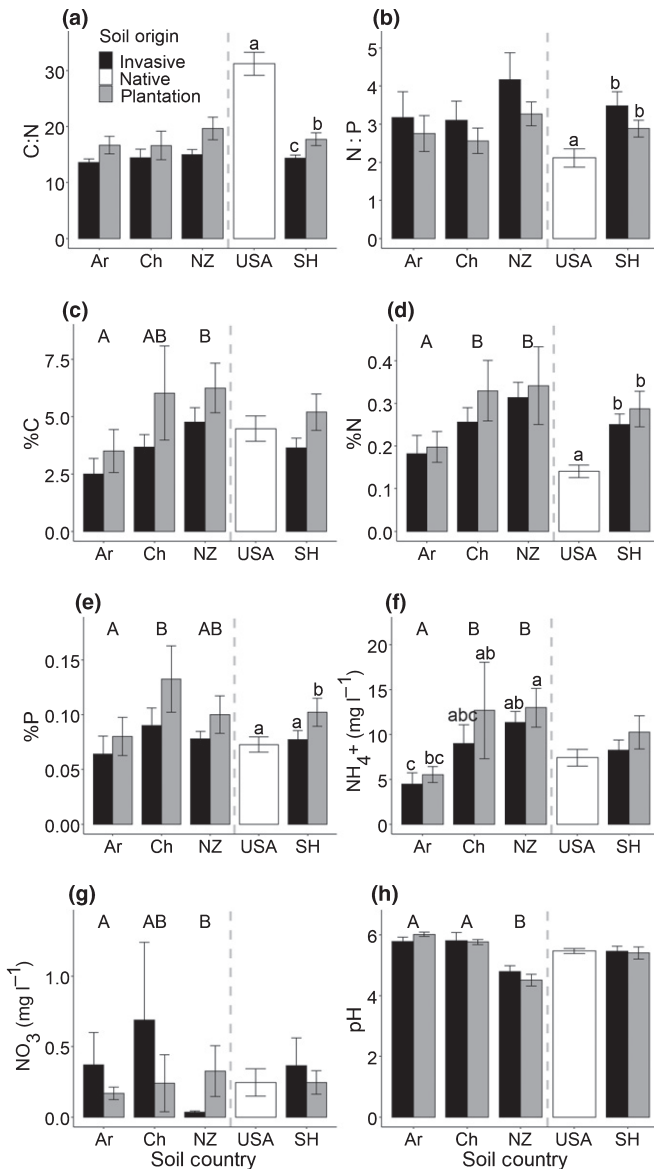 (a)
Soil origin
Invasive
Native
Plantation
a
c
b
C:N
30
20
10
0
Ar Ch NZ USA SH
(b)
a
b
b
N : P
5
4
3
2
1
0
Ar Ch NZ USA SH
(c)
A AB B
%C
7.5
5.0
2.5
0.0
Ar Ch NZ USA SH
(d)
A B B
a
b
b
%N
0.4
0.3
0.2
0.1
0.0
Ar Ch NZ USA SH
(e)
A B AB
a
a
b
%P
0.15
0.10
0.05
0.00
Ar Ch NZ USA SH
(f)
A B B
c
bc
abc
ab
ab
a
NH4+ (mg l−1)
20
15
10
5
0
Ar Ch NZ USA SH
(g)
A AB B
NO3 (mg l−1)
1.0
0.5
0.0
Ar Ch NZ USA SH
Soil country
(h)
A A B
pH
6
4
2
0
Ar Ch NZ USA SH
Soil country